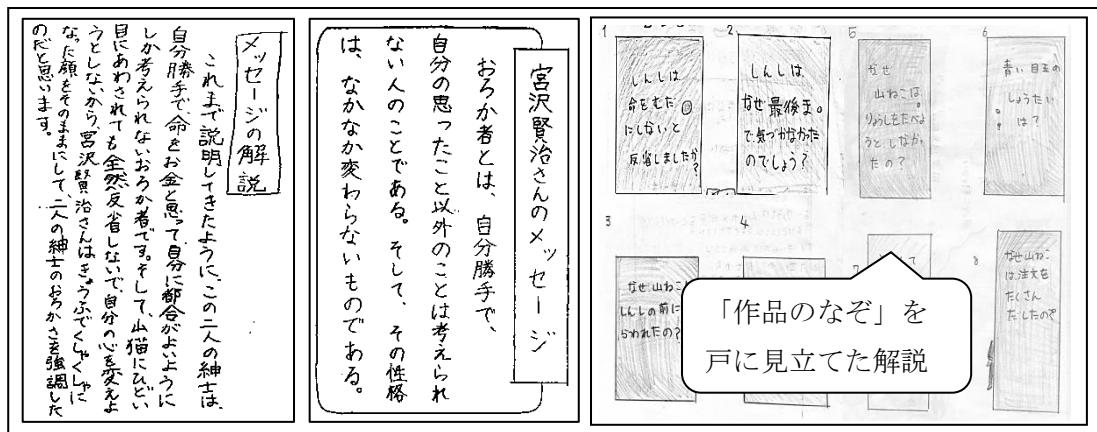 メッセージの解説
これまで説明してきたように、この二人の紳士は、
自分勝手で、命をお金と思って、自分に都合がよいように
しか考えられないおろか者です。そして、山猫にひどい
目にあわされても全然反省しないで、自分の心を変えよ
うとしないから、宮沢賢治さんはきょうふでくしゃくしゃに
なった顔をそのままにして、二人の紳士のおろかさを強調した
のだと思います。
宮沢賢治さんのメッセージ
おろか者とは、自分勝手で、
自分の思ったこと以外のことは考えられ
ない人のことである。そして、その性格
は、なかなか変わらないものである。
1
しんしは
命をむだ
にしないと
反省しましたか?
2
しんしは
なぜ最後ま
で気づかなかった
のでしょう?
5
なぜ
山ねこは
りょうしをたべよ
うとしなか
たの?
6
青い目玉の
しょうたい
は?
3
なぜ山ねこ
しんしの前に
らわれたの?
4
8
なぜ山ねこ
は注文を
たくさん
だしたの?
「作品のなぞ」を
戸に見立てた解説